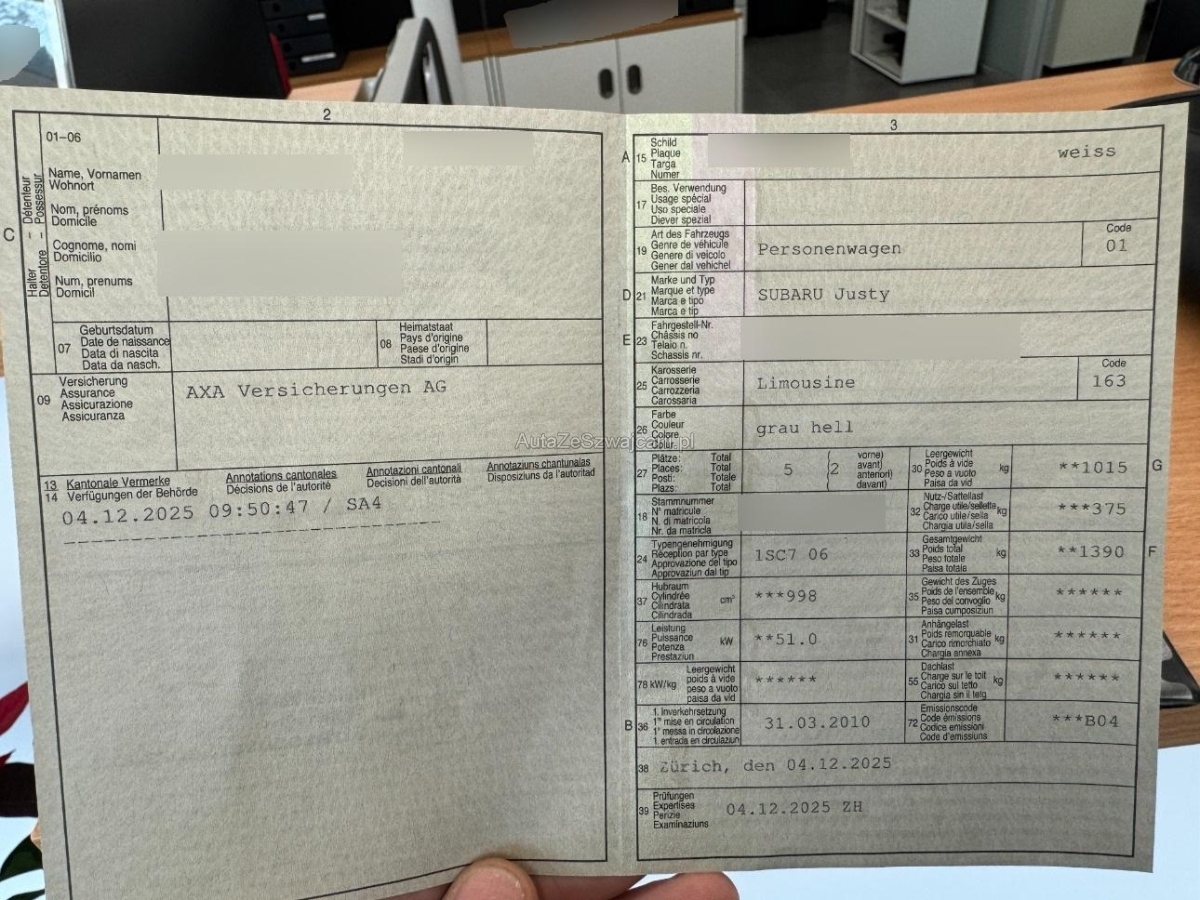 2
01–06
Name, Vornamen
Wohnort
Nom, prénoms
Domicile
Cognome, nomi
Domicilio
Num, prenums
Domicil
C
Halter – Détenteur
Detentore – Possessur
07
Geburtsdatum
Date de naissance
Data di nascita
Data da nasch.
08
Heimatstaat
Pays d'origine
Paese d'origine
Stadi d'origin
09
Versicherung
Assurance
Assicurazione
Assicuranza
AXA Versicherungen AG
13 Kantonale Vermerke
14 Verfügungen der Behörde
Annotations cantonales
Décisions de l'autorité
Annotazioni cantonali
Decisioni dell'autorità
Annotaziuns chantunalas
Disposiziuns da l'autoritad
04.12.2025 09:50:47 / SA4
3
A 15
Schild
Plaque
Targa
Numer
weiss
17
Bes. Verwendung
Usage spécial
Uso speciale
Diever spezial
19
Art des Fahrzeugs
Genre de véhicule
Genere di veicolo
Gener dal vehichel
Personenwagen
Code
01
D 21
Marke und Typ
Marque et type
Marca e tipo
Marca e tip
SUBARU Justy
E 23
Fahrgestell-Nr.
Châssis no
Telaio n.
Schassis nr.
25
Karosserie
Carrosserie
Carrozzeria
Carossaria
Limousine
Code
163
26
Farbe
Couleur
Colore
Colur
grau hell
AutaZeSzwajcarii.pl
27
Plätze: Total
Places: Total
Posti: Totale
Plazs: Total
5 (2
vorne)
avant)
anteriori)
davant)
30
Leergewicht
Poids à vide
Peso a vuoto
Paisa da vid
kg
**1015
G
18
Stammnummer
N° matricule
N. di matricola
Nr. da matricla
32
Nutz-/Sattellast
Charge utile/sellette
Carico utile/sella
Chargia utila/sella
kg
***375
24
Typengenehmigung
Réception par type
Approvazione del tipo
Approvaziun dal tip
1SC7 06
33
Gesamtgewicht
Poids total
Peso totale
Paisa totala
kg
**1390
F
37
Hubraum
Cylindrée
Cilindrata
Cilindrada
cm³
***998
35
Gewicht des Zuges
Poids de l'ensemble
Peso del convoglio
Paisa cumposiziun
kg
******
76
Leistung
Puissance
Potenza
Prestaziun
kW
**51.0
31
Anhängelast
Poids remorquable
Carico rimorchiato
Chargia annexa
kg
******
78 kW/kg
Leergewicht
poids à vide
peso a vuoto
paisa da vid
******
55
Dachlast
Charge sur le toit
Carico sul tetto
Chargia sin il tetg
kg
******
B 36
1. Inverkehrsetzung
1re mise en circulation
1a messa in circolazione
1. entrada en circulaziun
31.03.2010
72
Emissionscode
Code émissions
Codice emissioni
Code d'emissiuns
***B04
38
Zürich, den 04.12.2025
39
Prüfungen
Expertises
Perizie
Examinaziuns
04.12.2025 ZH